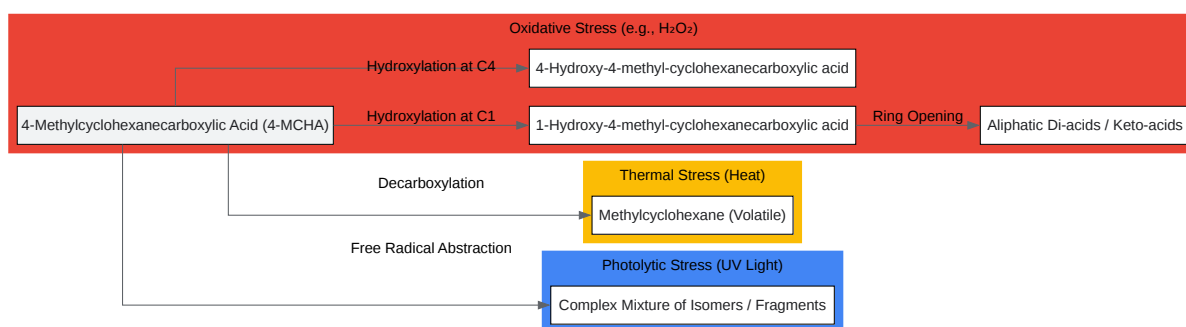 Oxidative Stress (e.g., H₂O₂)
Hydroxylation at C4
4-Hydroxy-4-methyl-cyclohexanecarboxylic acid
4-Methylcyclohexanecarboxylic Acid (4-MCHA)
Hydroxylation at C1
1-Hydroxy-4-methyl-cyclohexanecarboxylic acid
Ring Opening
Aliphatic Di-acids / Keto-acids
Decarboxylation
Thermal Stress (Heat)
Methylcyclohexane (Volatile)
Free Radical Abstraction
Photolytic Stress (UV Light)
Complex Mixture of Isomers / Fragments